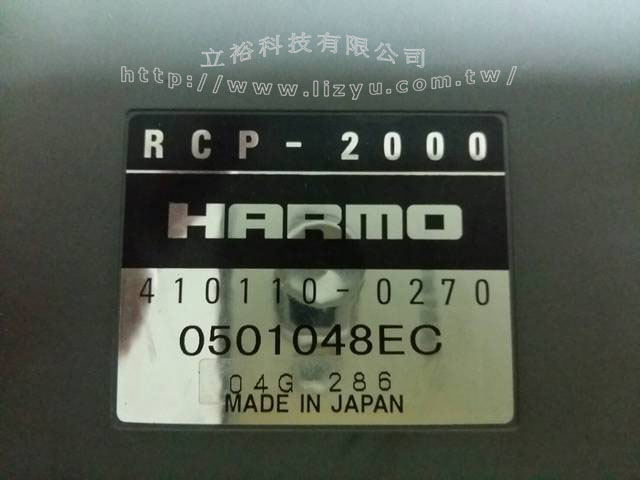 立裕科技有限公司
http://www.lizyu.com.tw/
RCP-2000
HARMO
410110-0270
0501048EC
04G 286
MADE IN JAPAN